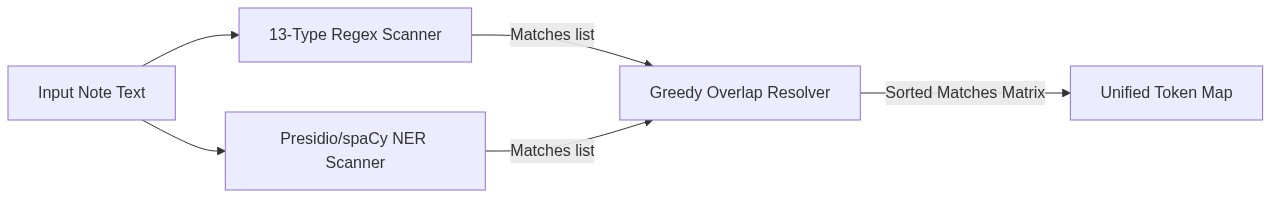 Input Note Text
13-Type Regex Scanner
Presidio/spaCy NER
Scanner
Matches list
Matches list
Greedy Overlap Resolver
Sorted Matches Matrix
Unified Token Map